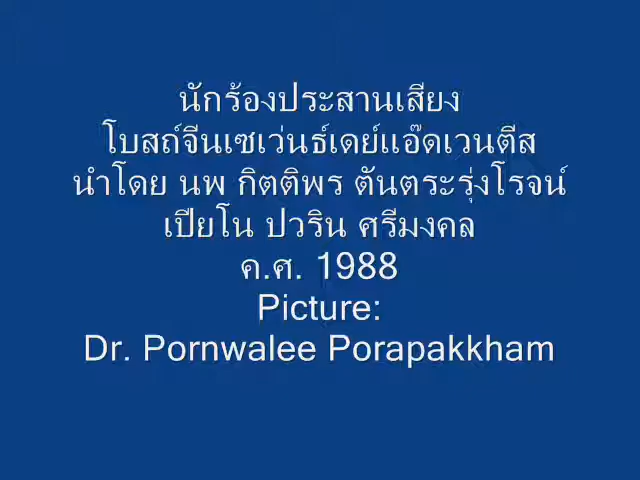 นักร้องประสานเสียง
โบสถ์จีนเซเว่นธ์เดย์แอ๊ดเวนตีส
นำโดย นพ กิตติพร ตันตระรุ่งโรจน์
เปียโน ปวริน ศรีมงคล
ค.ศ. 1988
Picture:
Dr. Pornwalee Porapakkham